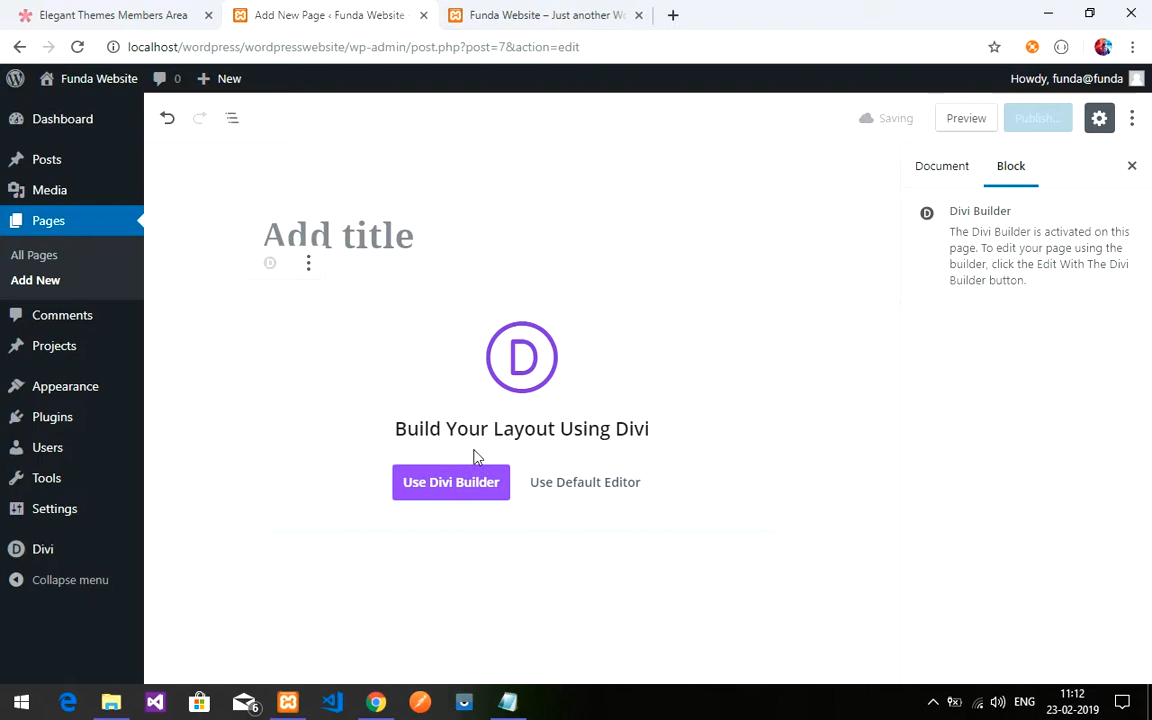 Elegant Themes Members Area
Add New Page ‹ Funda Website
Funda Website – Just another Wo
localhost/wordpress/wordpresswebsite/wp-admin/post.php?post=7&action=edit
Funda Website
0
New
Howdy, funda@funda
Dashboard
Posts
Media
Pages
All Pages
Add New
Comments
Projects
Appearance
Plugins
Users
Tools
Settings
Divi
Collapse menu
Saving
Preview
Publish...
Add title
D
D
Build Your Layout Using Divi
Use Divi Builder
Use Default Editor
Document
Block
D
Divi Builder
The Divi Builder is activated on this
page. To edit your page using the
builder, click the Edit With The Divi
Builder button.
6
ENG
11:12
23-02-2019